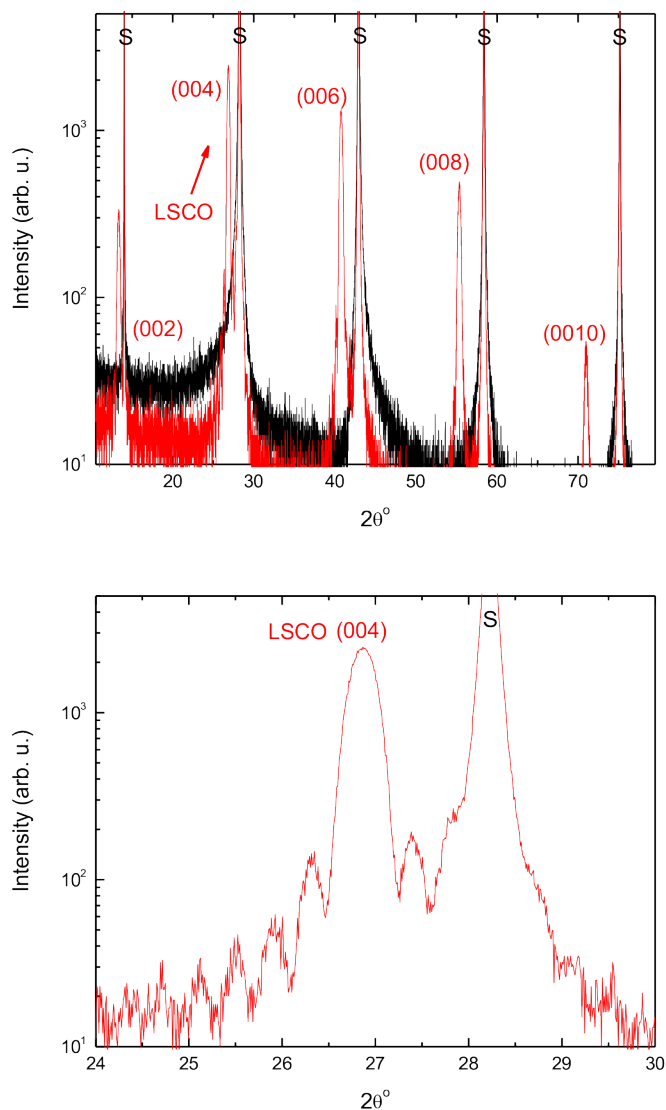 S S S S S
(004)
(006)
(008)
LSCO
(002)
(0010)
10³
10²
10¹
Intensity (arb. u.)
20 30 40 50 60 70
2θ°
LSCO (004)
S
10³
10²
10¹
Intensity (arb. u.)
24 25 26 27 28 29 30
2θ°